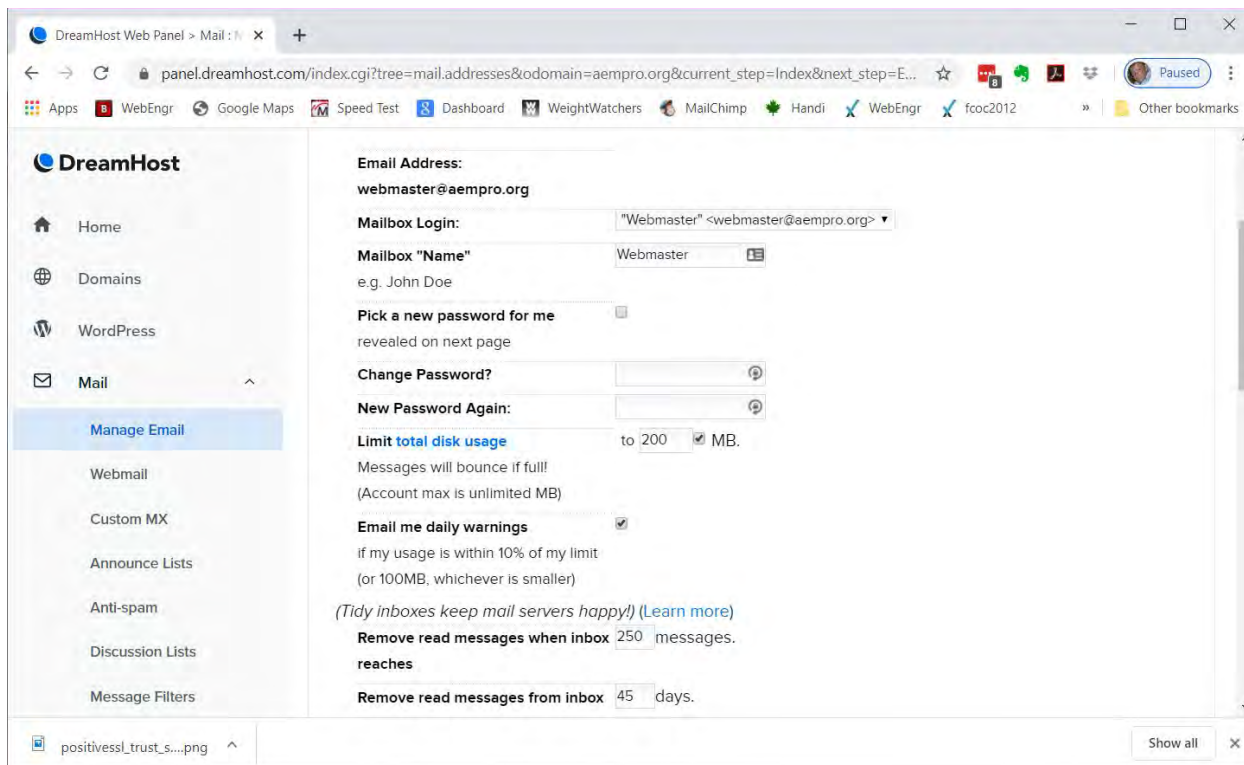 DreamHost Web Panel > Mail :
panel.dreamhost.com/index.cgi?tree=mail.addresses&odomain=aempro.org&current_step=Index&next_step=E...
8
Paused
Apps
B WebEngr
Google Maps
Speed Test
8 Dashboard
WeightWatchers
MailChimp
Handi
WebEngr
fcoc2012
»
Other bookmarks
DreamHost
Home
Domains
WordPress
Mail
Manage Email
Webmail
Custom MX
Announce Lists
Anti-spam
Discussion Lists
Message Filters
Email Address:
webmaster@aempro.org
Mailbox Login: "Webmaster" <webmaster@aempro.org>
Mailbox "Name" Webmaster
e.g. John Doe
Pick a new password for me
revealed on next page
Change Password?
New Password Again:
Limit total disk usage to 200 MB.
Messages will bounce if full!
(Account max is unlimited MB)
Email me daily warnings
if my usage is within 10% of my limit
(or 100MB, whichever is smaller)
(Tidy inboxes keep mail servers happy!) (Learn more)
Remove read messages when inbox 250 messages.
reaches
Remove read messages from inbox 45 days.
positivessl_trust_s....png
Show all